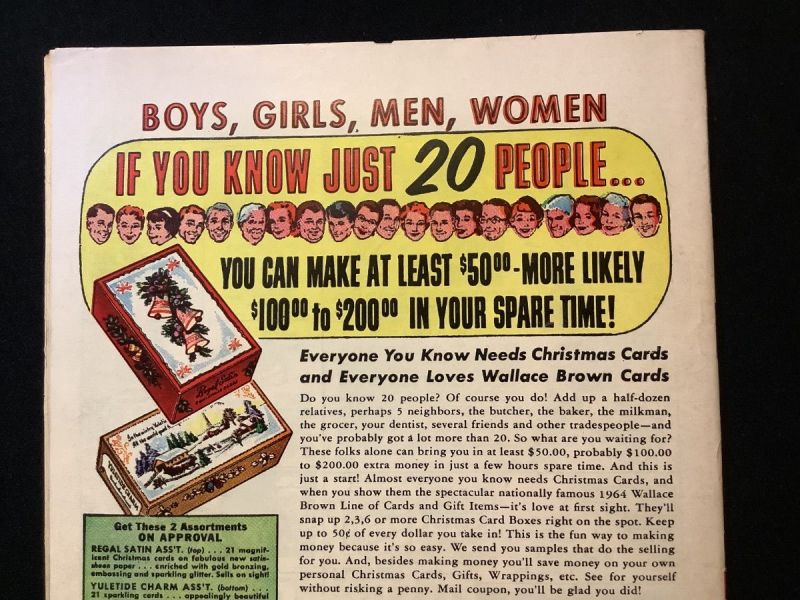 BOYS, GIRLS, MEN, WOMEN
IF YOU KNOW JUST 20 PEOPLE...
YOU CAN MAKE AT LEAST $50⁰⁰-MORE LIKELY
$100⁰⁰ to $200⁰⁰ IN YOUR SPARE TIME!
Regal Satin
Everyone You Know Needs Christmas Cards
and Everyone Loves Wallace Brown Cards
Do you know 20 people? Of course you do! Add up a half-dozen
relatives, perhaps 5 neighbors, the butcher, the baker, the milkman,
the grocer, your dentist, several friends and other tradespeople—and
you've probably got a lot more than 20. So what are you waiting for?
These folks alone can bring you in at least $50.00, probably $100.00
to $200.00 extra money in just a few hours spare time. And this is
just a start! Almost everyone you know needs Christmas Cards, and
when you show them the spectacular nationally famous 1964 Wallace
Brown Line of Cards and Gift Items—it's love at first sight. They'll
snap up 2,3,6 or more Christmas Card Boxes right on the spot. Keep
up to 50¢ of every dollar you take in! This is the fun way to making
money because it's so easy. We send you samples that do the selling
for you. And, besides making money you'll save money on your own
personal Christmas Cards, Gifts, Wrappings, etc. See for yourself
without risking a penny. Mail coupon, you'll be glad you did!
Get These 2 Assortments
ON APPROVAL
REGAL SATIN ASS'T. (top) . . . 21 magnif-
icent Christmas cards on fabulous new satin-
sheen paper . . . enriched with gold bronzing,
embossing and sparkling glitter. Sells on sight!
YULETIDE CHARM ASS'T. (bottom) . . .
21 sparkling cards . . . appealingly beautiful